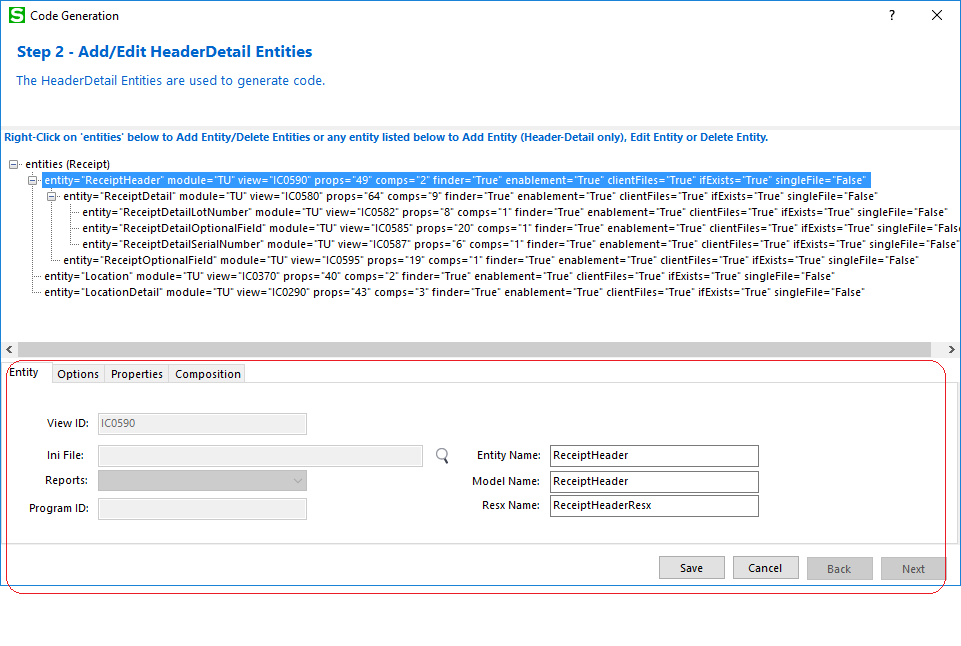 S Code Generation ?
Step 2 - Add/Edit HeaderDetail Entities
The HeaderDetail Entities are used to generate code.
Right-Click on 'entities' below to Add Entity/Delete Entities or any entity listed below to Add Entity (Header-Detail only), Edit Entity or Delete Entity.
entities (Receipt)
entity="ReceiptHeader" module="TU" view="IC0590" props="49" comps="2" finder="True" enablement="True" clientFiles="True" ifExists="True" singleFile="False"
entity="ReceiptDetail" module="TU" view="IC0580" props="64" comps="9" finder="True" enablement="True" clientFiles="True" ifExists="True" singleFile="False"
entity="ReceiptDetailLotNumber" module="TU" view="IC0582" props="8" comps="1" finder="True" enablement="True" clientFiles="True" ifExists="True" singleFile="False"
entity="ReceiptDetailOptionalField" module="TU" view="IC0585" props="20" comps="1" finder="True" enablement="True" clientFiles="True" ifExists="True" singleFile="False
entity="ReceiptDetailSerialNumber" module="TU" view="IC0587" props="6" comps="1" finder="True" enablement="True" clientFiles="True" ifExists="True" singleFile="False"
entity="ReceiptOptionalField" module="TU" view="IC0595" props="19" comps="1" finder="True" enablement="True" clientFiles="True" ifExists="True" singleFile="False"
entity="Location" module="TU" view="IC0370" props="40" comps="2" finder="True" enablement="True" clientFiles="True" ifExists="True" singleFile="False"
entity="LocationDetail" module="TU" view="IC0290" props="43" comps="3" finder="True" enablement="True" clientFiles="True" ifExists="True" singleFile="False"
Entity Options Properties Composition
View ID: IC0590
Ini File: Entity Name: ReceiptHeader
Reports: Model Name: ReceiptHeader
Program ID: Resx Name: ReceiptHeaderResx
Save Cancel Back Next